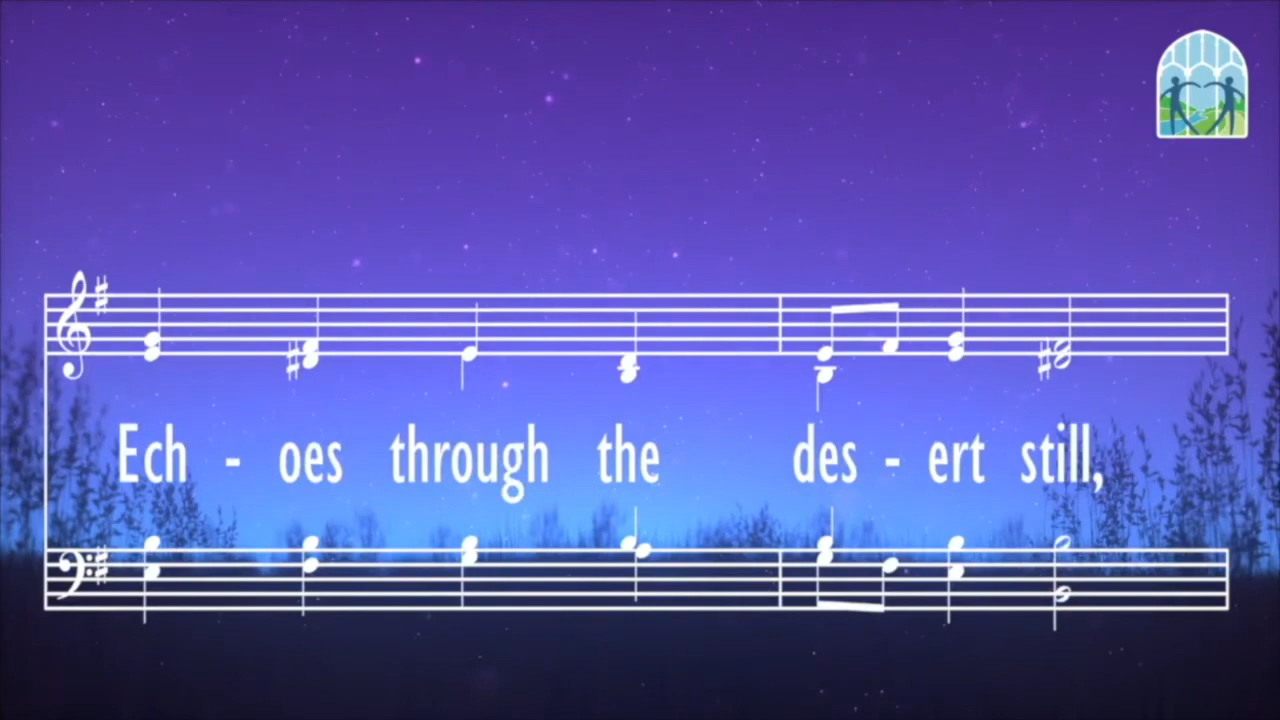 Ech - oes through the des - ert still,